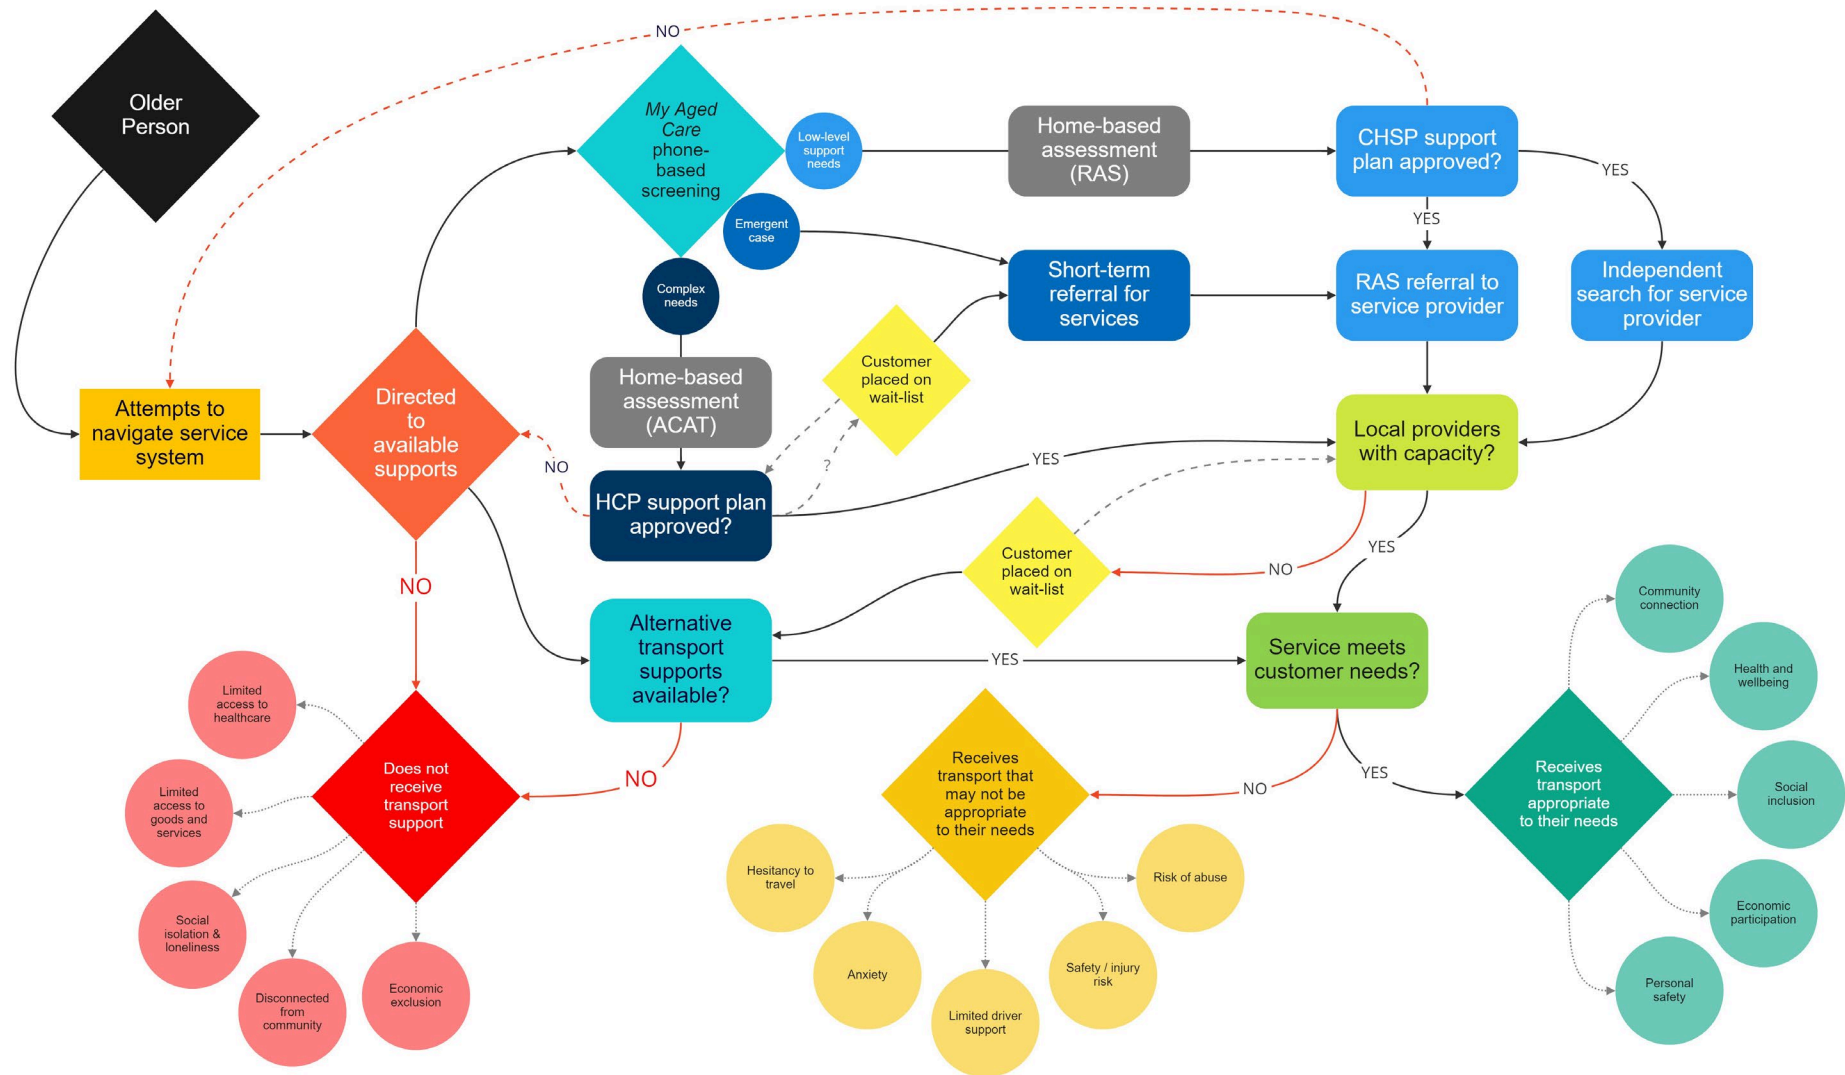 NO
Older
Person
My Aged
Care
phone-
based
screening
Low-level
support
needs
Home-based
assessment
(RAS)
CHSP support
plan approved?
YES
YES
Emergent
case
Complex
needs
Short-term
referral for
services
RAS referral to
service provider
Independent
search for service
provider
Customer
placed on
wait-list
Home-based
assessment
(ACAT)
Attempts to
navigate service
system
Directed
to
available
supports
NO
?
YES
Local providers
with capacity?
HCP support plan
approved?
NO
Customer
placed on
wait-list
NO
YES
Alternative
transport
supports
available?
YES
Service meets
customer needs?
Community
connection
Health and
wellbeing
Limited
access to
healthcare
Does not
receive
transport
support
NO
Receives
transport that
may not be
appropriate
to their needs
NO
YES
Receives
transport
appropriate
to their needs
Social
inclusion
Limited
access to
goods and
services
Social
isolation &
loneliness
Disconnected
from
community
Economic
exclusion
Hesitancy to
travel
Anxiety
Limited driver
support
Safety / injury
risk
Risk of abuse
Economic
participation
Personal
safety